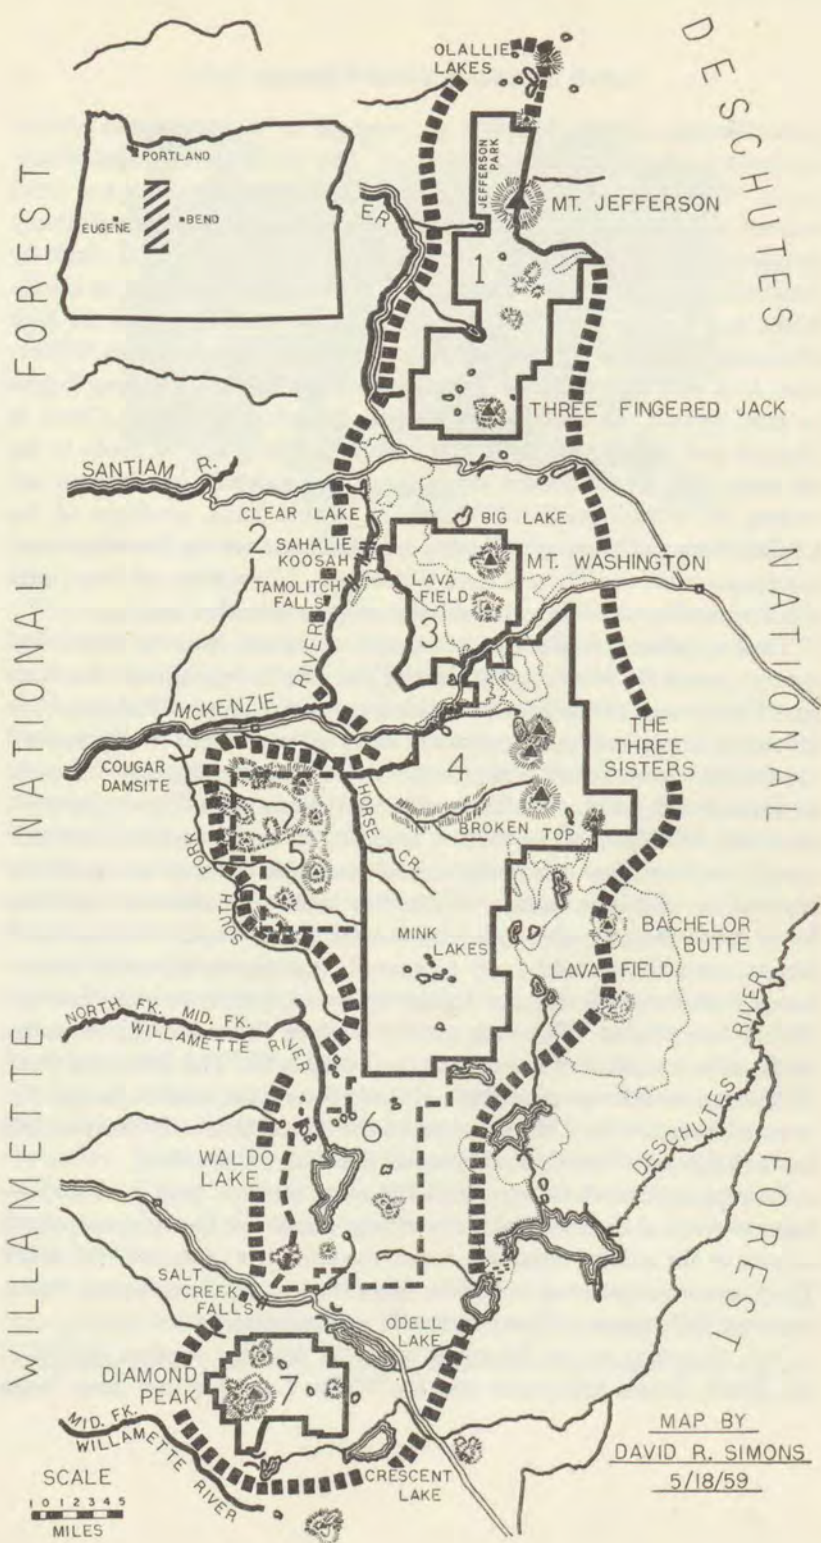 OLALLIE
LAKES
DESCHUTES
NATIONAL
FOREST
PORTLAND
EUGENE
BEND
ER
JEFFERSON
PARK
MT. JEFFERSON
1
THREE FINGERED JACK
SANTIAM R.
CLEAR LAKE
BIG LAKE
2
SAHALIE
KOOSAH
TAMOLITCH
FALLS
MT. WASHINGTON
LAVA
FIELD
3
RIVER
McKENZIE
COUGAR
DAMSITE
THE
THREE
SISTERS
4
HORSE CR.
BROKEN TOP
5
SOUTH FORK
MINK
LAKES
BACHELOR
BUTTE
LAVA FIELD
NORTH FK. MID. FK.
WILLAMETTE RIVER
DESCHUTES RIVER
6
WALDO
LAKE
SALT
CREEK
FALLS
ODELL
LAKE
DIAMOND
PEAK
7
MID. FK.
WILLAMETTE RIVER
CRESCENT
LAKE
WILLAMETTE NATIONAL FOREST
SCALE
1 0 1 2 3 4 5
MILES
MAP BY
DAVID R. SIMONS
5/18/59